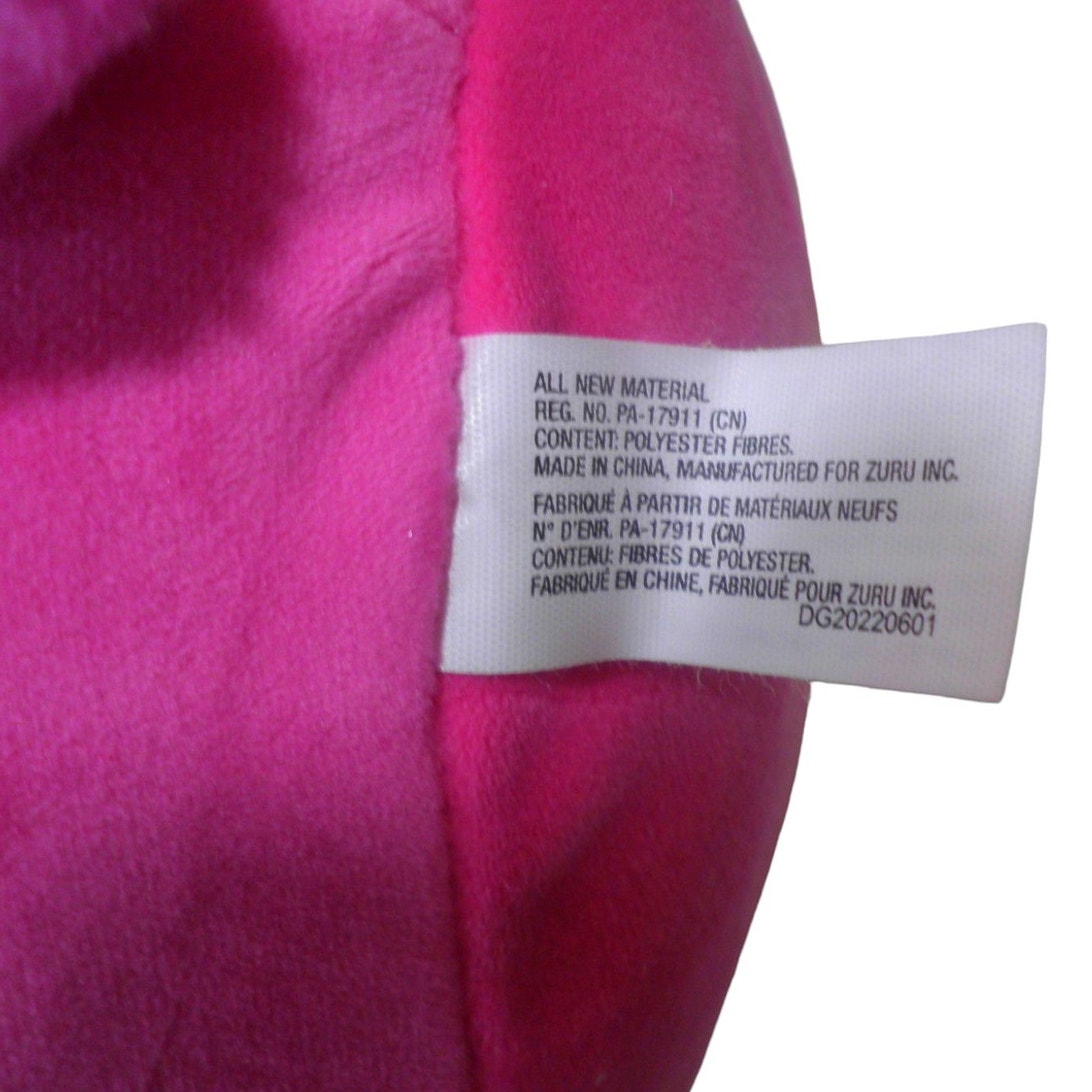 ALL NEW MATERIAL
REG. NO. PA-17911 (CN)
CONTENT: POLYESTER FIBRES.
MADE IN CHINA, MANUFACTURED FOR ZURU INC.
FABRIQUÉ À PARTIR DE MATÉRIAUX NEUFS
N° D'ENR. PA-17911 (CN)
CONTENU: FIBRES DE POLYESTER.
FABRIQUÉ EN CHINE, FABRIQUÉ POUR ZURU INC.
DG20220601